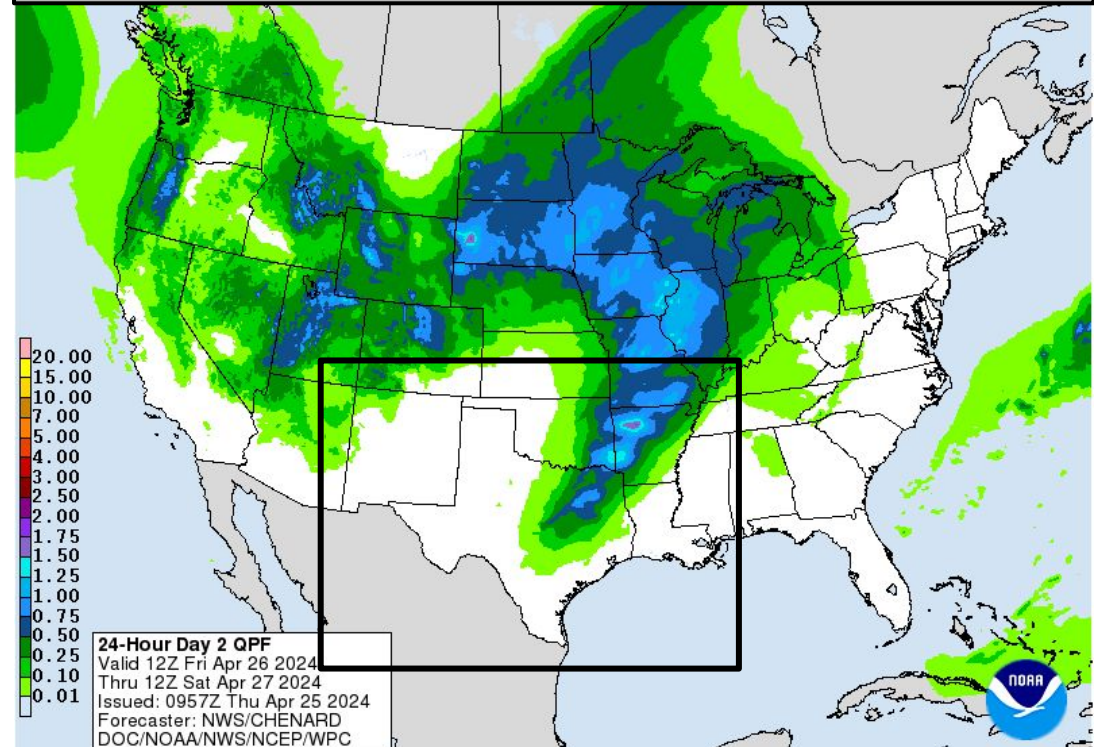 20.00
15.00
10.00
7.00
5.00
4.00
3.00
2.50
2.00
1.75
1.50
1.25
1.00
0.75
0.50
0.25
0.10
0.01
24-Hour Day 2 QPF
Valid 12Z Fri Apr 26 2024
Thru 12Z Sat Apr 27 2024
Issued: 0957Z Thu Apr 25 2024
Forecaster: NWS/CHENARD
DOC/NOAA/NWS/NCEP/WPC
NOAA